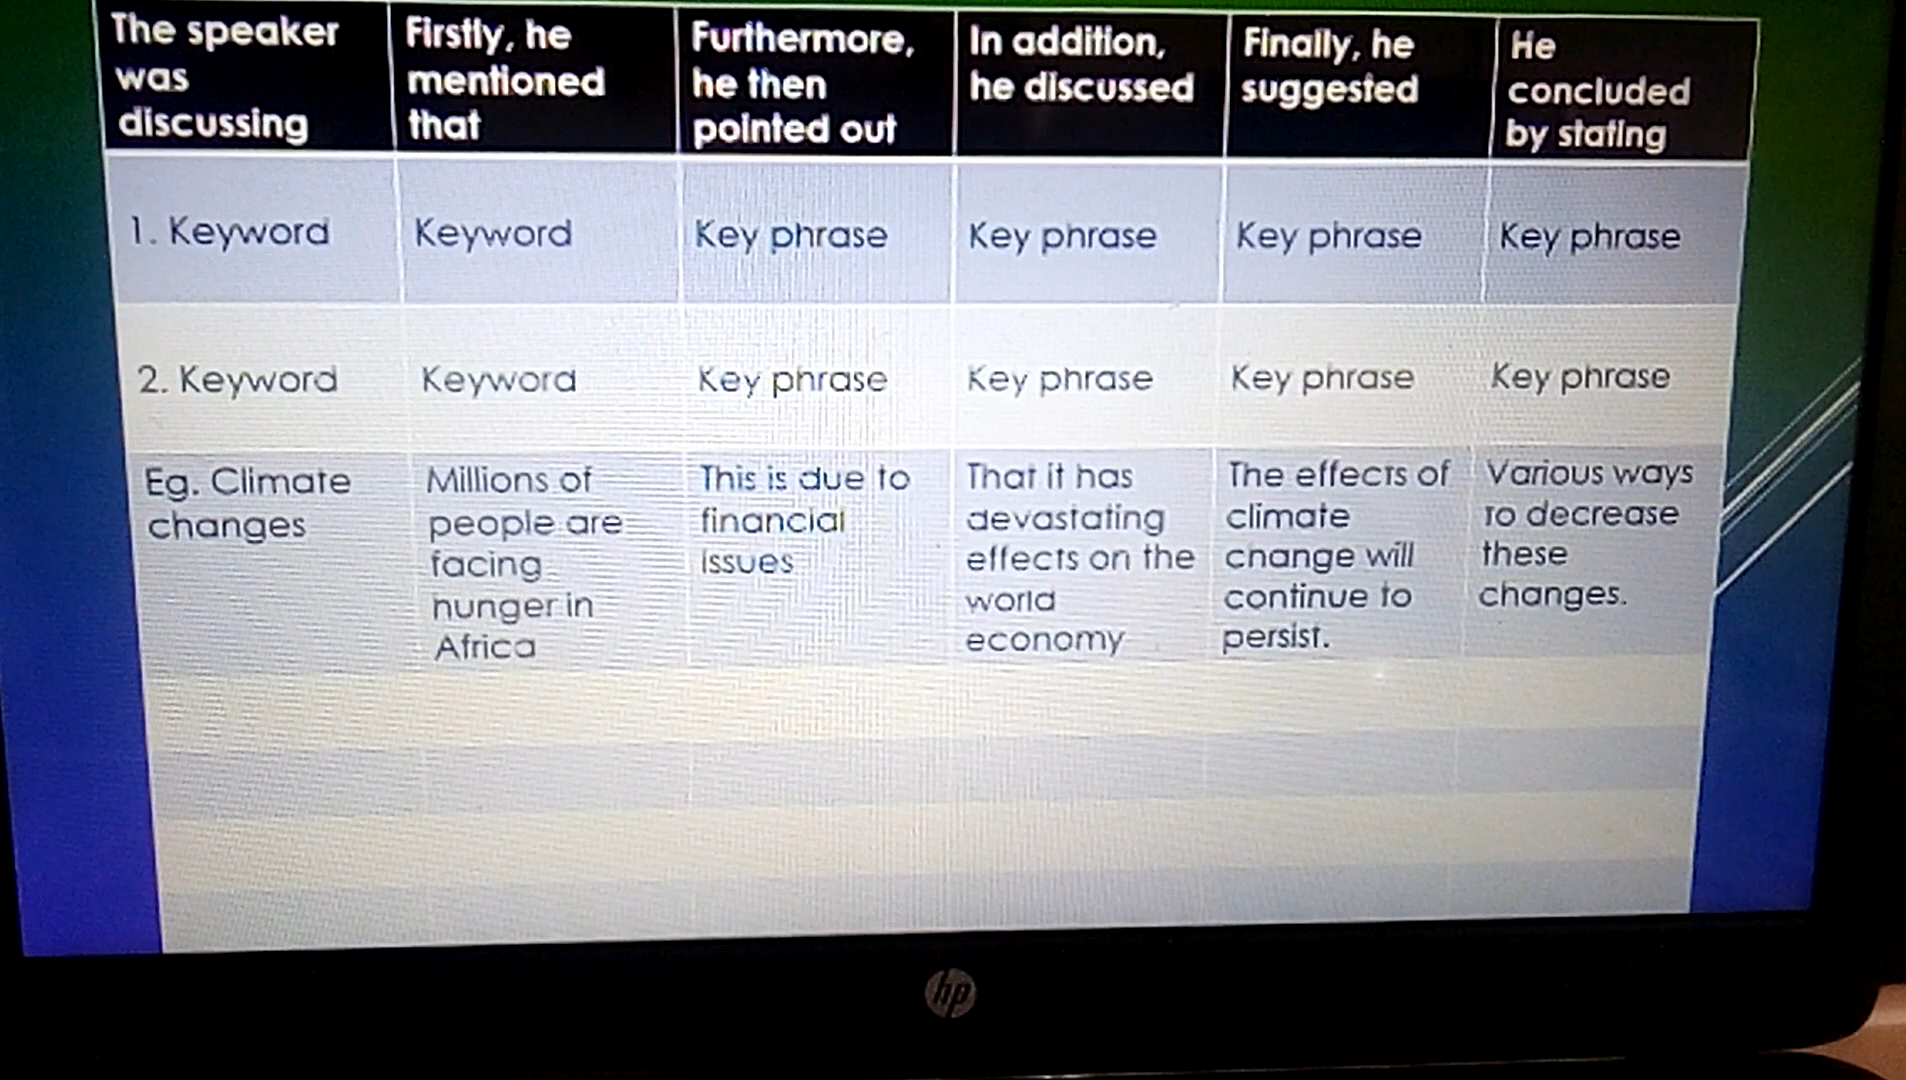 The speaker
was
discussing
Firstly, he
mentioned
that
Furthermore,
he then
pointed out
In addition,
he discussed
Finally, he
suggested
He
concluded
by stating
1. Keyword
Keyword
Key phrase
Key phrase
Key phrase
Key phrase
2. Keyword
Keyword
Key phrase
Key phrase
Key phrase
Key phrase
Eg. Climate
changes
Millions of
people are
facing
hunger in
Africa
This is due to
financial
issues
That it has
devastating
effects on the
world
economy
The effects of
climate
change will
continue to
persist.
Various ways
to decrease
these
changes.
hp